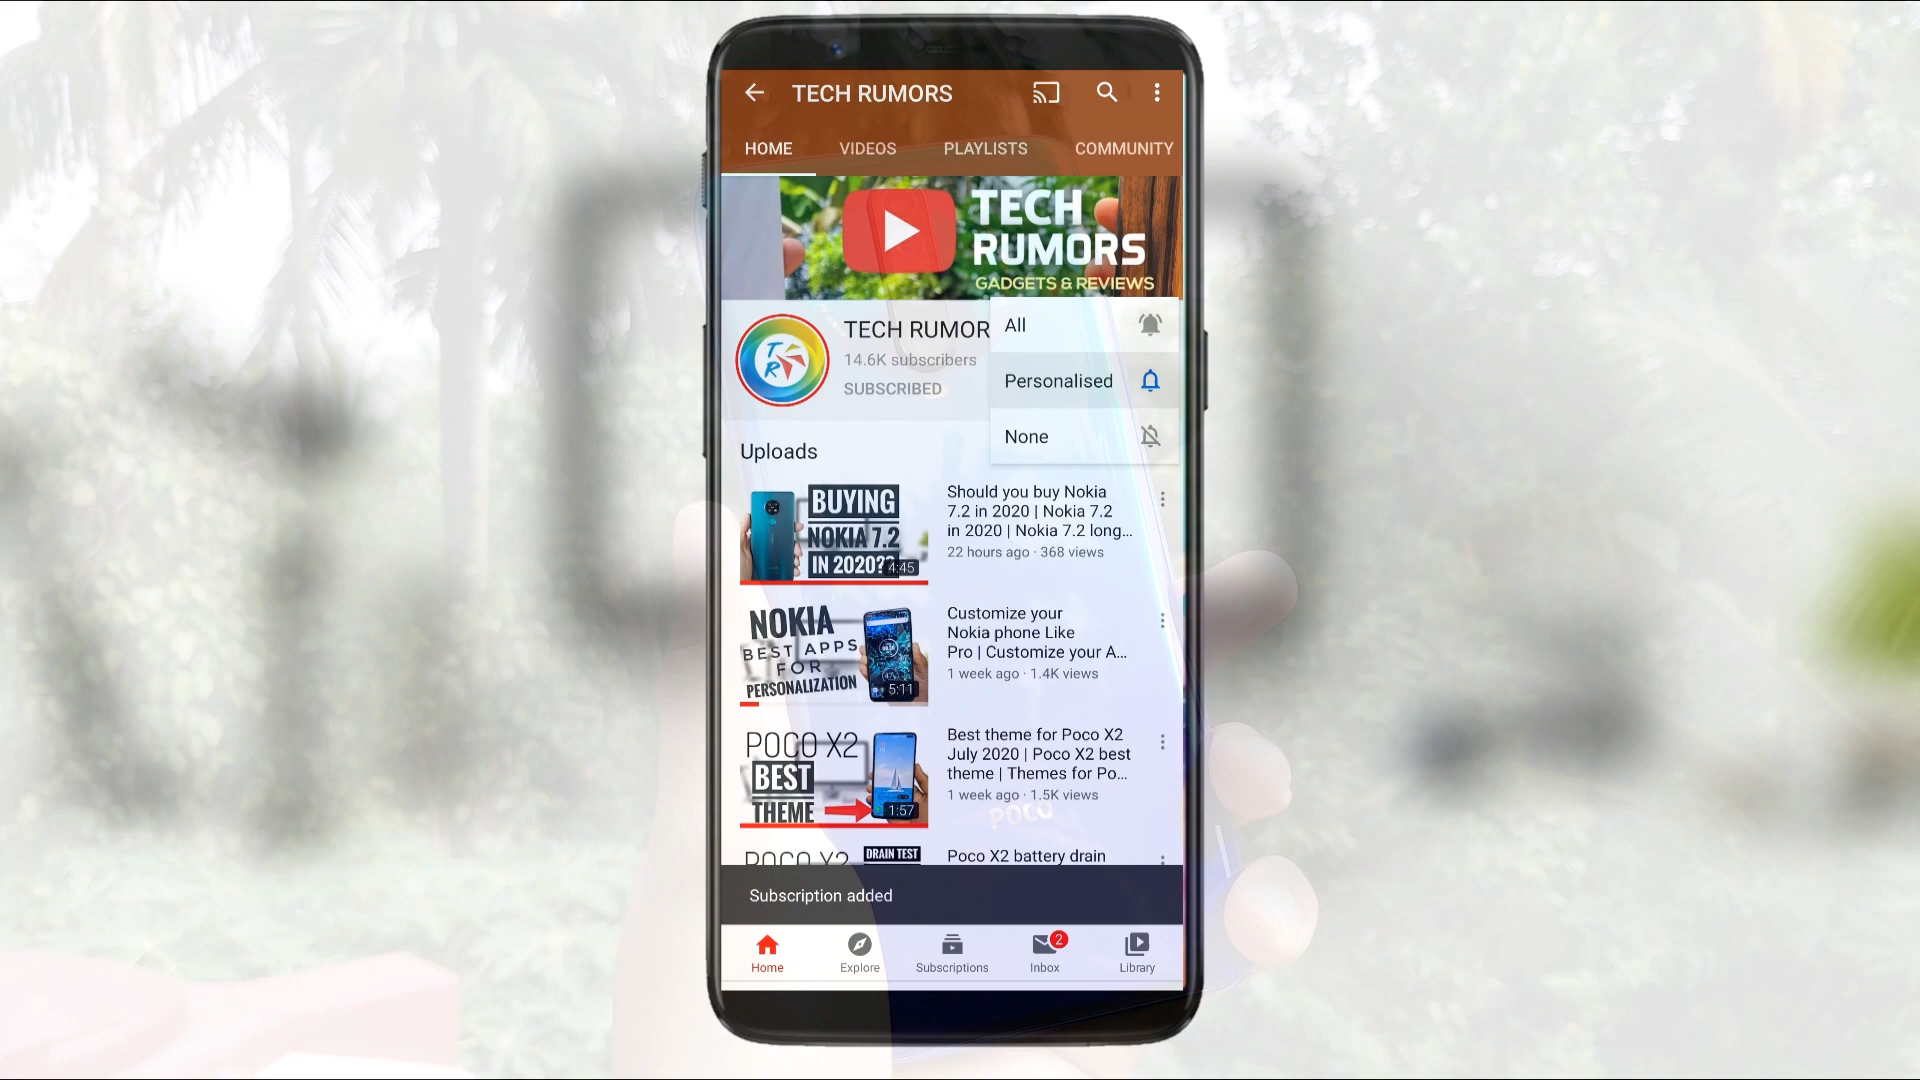 TECH RUMORS
HOME VIDEOS PLAYLISTS COMMUNITY
TECH
RUMORS
GADGETS & REVIEWS
TR
TECH RUMOR
14.6K subscribers
SUBSCRIBED
All
Personalised
None
Uploads
BUYING
NOKIA 7.2
IN 2020??
4:45
Should you buy Nokia
7.2 in 2020 | Nokia 7.2
in 2020 | Nokia 7.2 long...
22 hours ago · 368 views
NOKIA
BEST APPS
FOR
PERSONALIZATION
5:11
Customize your
Nokia phone Like
Pro | Customize your A...
1 week ago · 1.4K views
POCO X2
BEST
THEME
1:57
Best theme for Poco X2
July 2020 | Poco X2 best
theme | Themes for Po...
1 week ago · 1.5K views
POCO
POCO X2
DRAIN TEST
Poco X2 battery drain
Subscription added
2
Home Explore Subscriptions Inbox Library